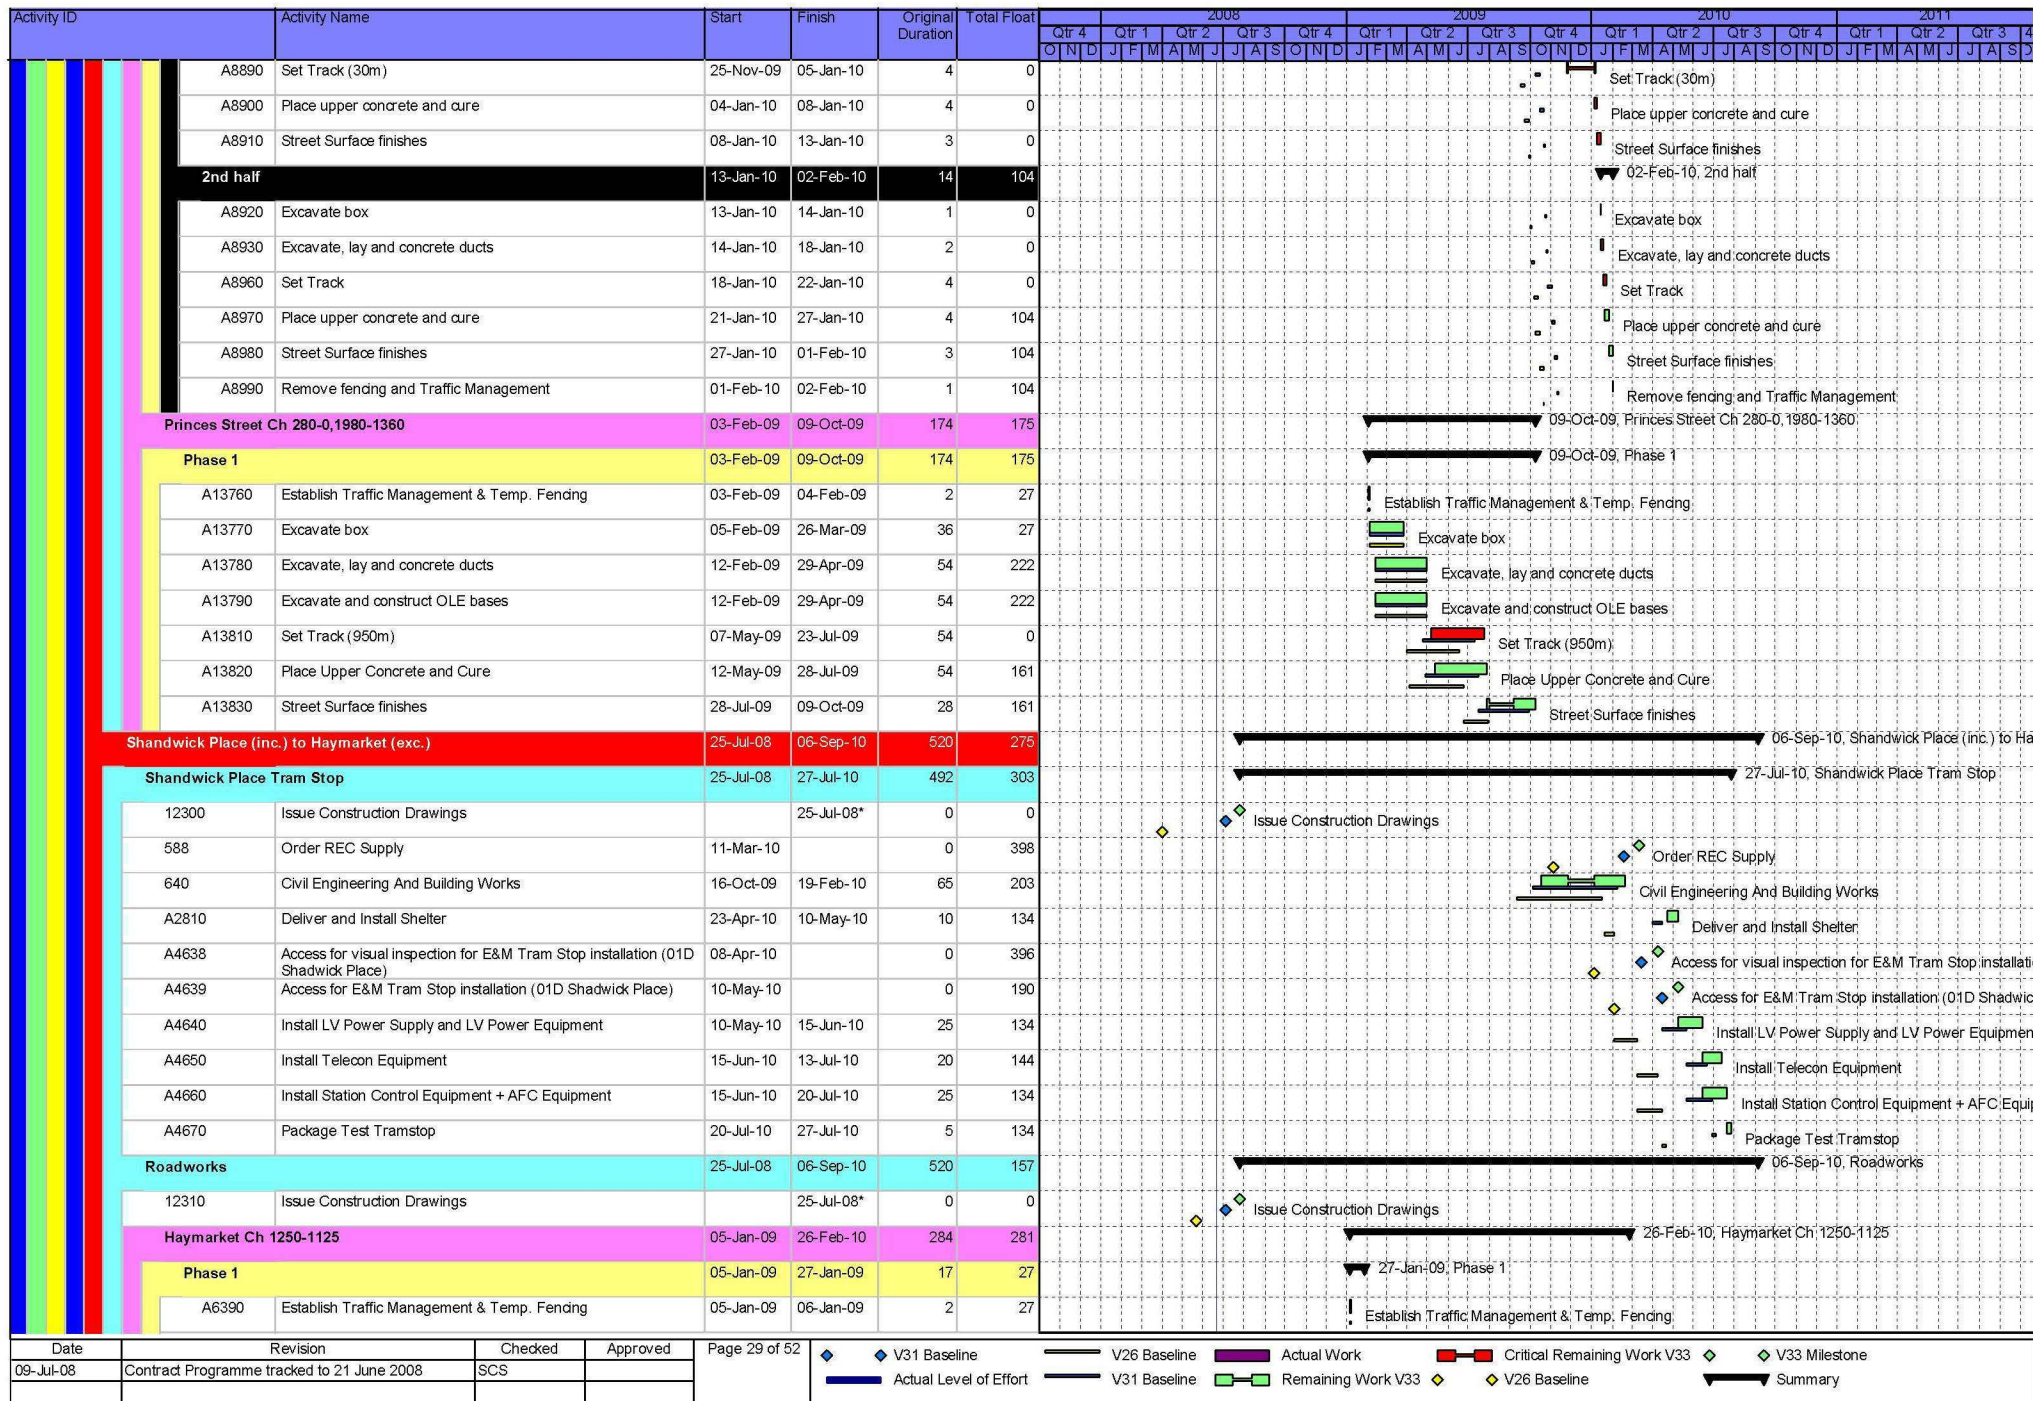 Activity ID Activity Name Start Finish Original Duration Total Float
2008 2009 2010 2011
Qtr 4 Qtr 1 Qtr 2 Qtr 3 Qtr 4 Qtr 1 Qtr 2 Qtr 3 Qtr 4 Qtr 1 Qtr 2 Qtr 3 Qtr 4 Qtr 1 Qtr 2 Qtr 3 4
O N D J F M A M J J A S O N D J F M A M J J A S O N D J F M A M J J A S O N D J F M A M J J A S
A8890 Set Track (30m) 25-Nov-09 05-Jan-10 4 0 Set Track (30m)
A8900 Place upper concrete and cure 04-Jan-10 08-Jan-10 4 0 Place upper concrete and cure
A8910 Street Surface finishes 08-Jan-10 13-Jan-10 3 0 Street Surface finishes
2nd half 13-Jan-10 02-Feb-10 14 104 02-Feb-10, 2nd half
A8920 Excavate box 13-Jan-10 14-Jan-10 1 0 Excavate box
A8930 Excavate, lay and concrete ducts 14-Jan-10 18-Jan-10 2 0 Excavate, lay and concrete ducts
A8960 Set Track 18-Jan-10 22-Jan-10 4 0 Set Track
A8970 Place upper concrete and cure 21-Jan-10 27-Jan-10 4 104 Place upper concrete and cure
A8980 Street Surface finishes 27-Jan-10 01-Feb-10 3 104 Street Surface finishes
A8990 Remove fencing and Traffic Management 01-Feb-10 02-Feb-10 1 104 Remove fencing and Traffic Management
Princes Street Ch 280-0,1980-1360 03-Feb-09 09-Oct-09 174 175 09-Oct-09, Princes Street Ch 280-0,1980-1360
Phase 1 03-Feb-09 09-Oct-09 174 175 09-Oct-09, Phase 1
A13760 Establish Traffic Management & Temp. Fencing 03-Feb-09 04-Feb-09 2 27 Establish Traffic Management & Temp. Fencing
A13770 Excavate box 05-Feb-09 26-Mar-09 36 27 Excavate box
A13780 Excavate, lay and concrete ducts 12-Feb-09 29-Apr-09 54 222 Excavate, lay and concrete ducts
A13790 Excavate and construct OLE bases 12-Feb-09 29-Apr-09 54 222 Excavate and construct OLE bases
A13810 Set Track (950m) 07-May-09 23-Jul-09 54 0 Set Track (950m)
A13820 Place Upper Concrete and Cure 12-May-09 28-Jul-09 54 161 Place Upper Concrete and Cure
A13830 Street Surface finishes 28-Jul-09 09-Oct-09 28 161 Street Surface finishes
Shandwick Place (inc.) to Haymarket (exc.) 25-Jul-08 06-Sep-10 520 275 06-Sep-10, Shandwick Place (inc.) to Ha
Shandwick Place Tram Stop 25-Jul-08 27-Jul-10 492 303 27-Jul-10, Shandwick Place Tram Stop
12300 Issue Construction Drawings 25-Jul-08* 0 0 Issue Construction Drawings
588 Order REC Supply 11-Mar-10 0 398 Order REC Supply
640 Civil Engineering And Building Works 16-Oct-09 19-Feb-10 65 203 Civil Engineering And Building Works
A2810 Deliver and Install Shelter 23-Apr-10 10-May-10 10 134 Deliver and Install Shelter
A4638 Access for visual inspection for E&M Tram Stop installation (01D Shadwick Place) 08-Apr-10 0 396 Access for visual inspection for E&M Tram Stop installati
A4639 Access for E&M Tram Stop installation (01D Shadwick Place) 10-May-10 0 190 Access for E&M Tram Stop installation (01D Shadwic
A4640 Install LV Power Supply and LV Power Equipment 10-May-10 15-Jun-10 25 134 Install LV Power Supply and LV Power Equipmen
A4650 Install Telecon Equipment 15-Jun-10 13-Jul-10 20 144 Install Telecon Equipment
A4660 Install Station Control Equipment + AFC Equipment 15-Jun-10 20-Jul-10 25 134 Install Station Control Equipment + AFC Equi
A4670 Package Test Tramstop 20-Jul-10 27-Jul-10 5 134 Package Test Tramstop
Roadworks 25-Jul-08 06-Sep-10 520 157 06-Sep-10, Roadworks
12310 Issue Construction Drawings 25-Jul-08* 0 0 Issue Construction Drawings
Haymarket Ch 1250-1125 05-Jan-09 26-Feb-10 284 281 26-Feb-10, Haymarket Ch 1250-1125
Phase 1 05-Jan-09 27-Jan-09 17 27 27-Jan-09, Phase 1
A6390 Establish Traffic Management & Temp. Fencing 05-Jan-09 06-Jan-09 2 27 Establish Traffic Management & Temp. Fencing
Date Revision Checked Approved Page 29 of 52
09-Jul-08 Contract Programme tracked to 21 June 2008 SCS
V31 Baseline V26 Baseline Actual Work Critical Remaining Work V33 V33 Milestone
Actual Level of Effort V31 Baseline Remaining Work V33 V26 Baseline Summary